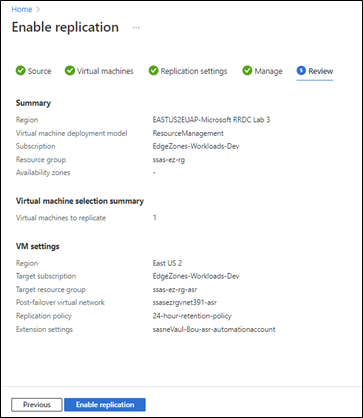 Home >
Enable replication ...
Source Virtual machines Replication settings Manage 5 Review
Summary
Region EASTUS2EUAP-Microsoft RRDC Lab 3
Virtual machine deployment model ResourceManagement
Subscription EdgeZones-Workloads-Dev
Resource group ssas-ez-rg
Availability zones -
Virtual machine selection summary
Virtual machines to replicate 1
VM settings
Region East US 2
Target subscription EdgeZones-Workloads-Dev
Target resource group ssas-ez-rg-asr
Post-failover virtual network ssasezrgvnet391-asr
Replication policy 24-hour-retention-policy
Extension settings sasneVaul-8ou-asr-automationaccount
Previous Enable replication